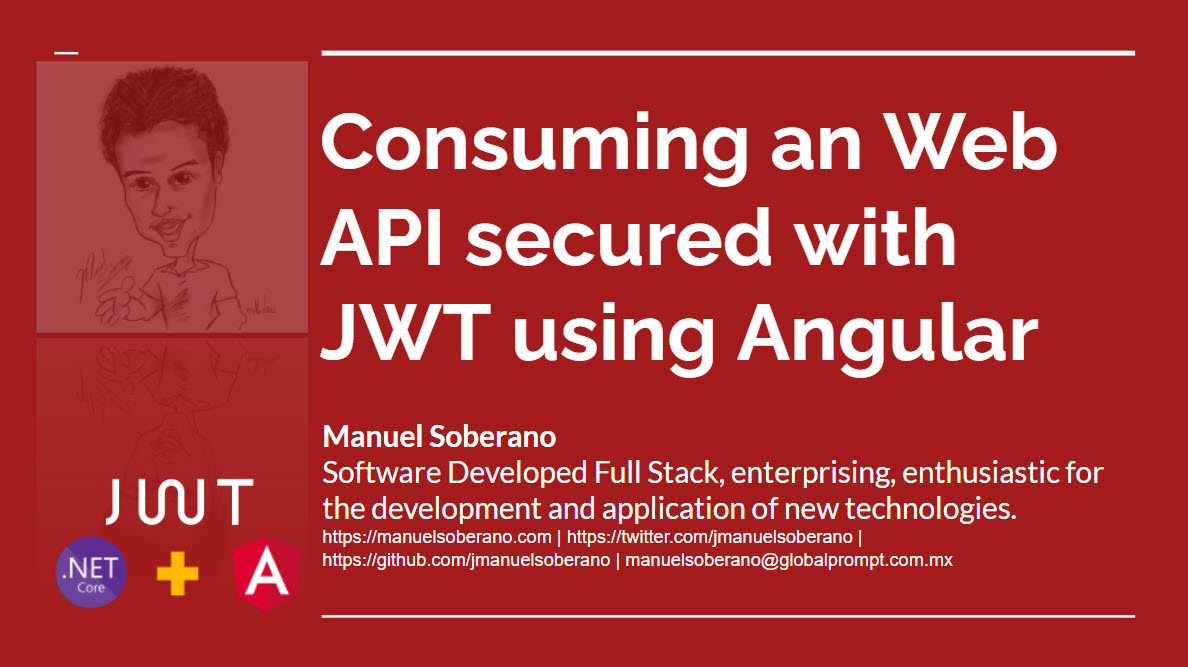 Consuming an Web
API secured with
JWT using Angular
Manuel Soberano
Software Developed Full Stack, enterprising, enthusiastic for
the development and application of new technologies.
https://manuelsoberano.com | https://twitter.com/jmanuelsoberano |
https://github.com/jmanuelsoberano | manuelsoberano@globalprompt.com.mx
JWT
.NET
Core
A